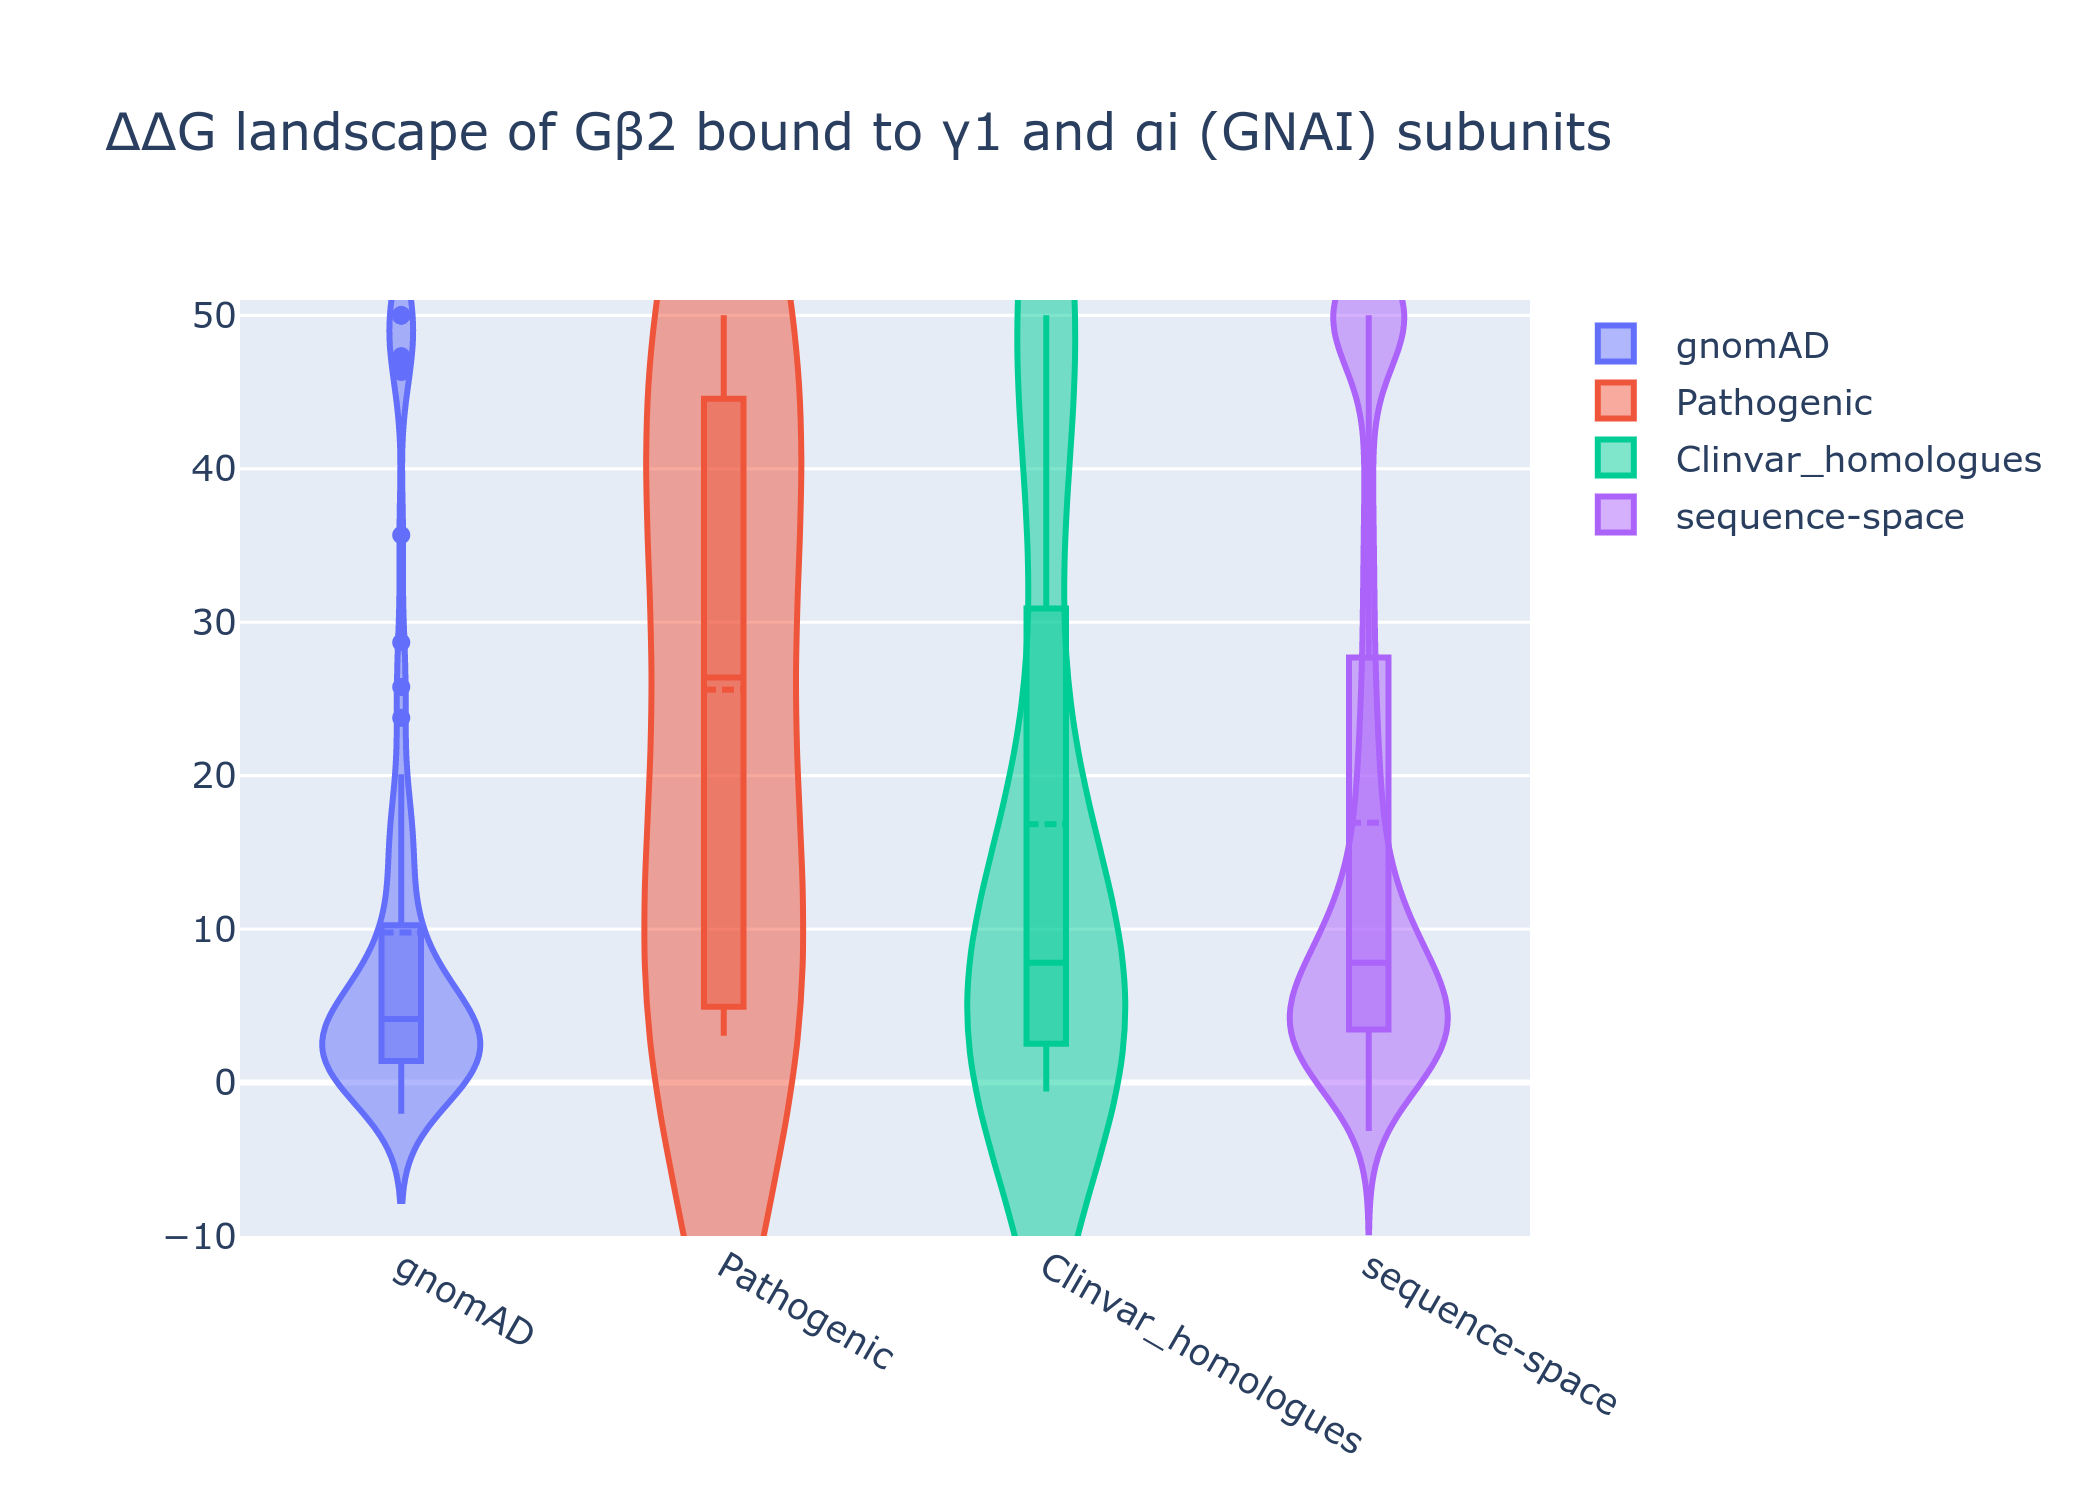 ΔΔG landscape of Gβ2 bound to γ1 and αi (GNAI) subunits
50
40
30
20
10
0
−10
gnomAD
Pathogenic
Clinvar_homologues
sequence-space
gnomAD
Pathogenic
Clinvar_homologues
sequence-space